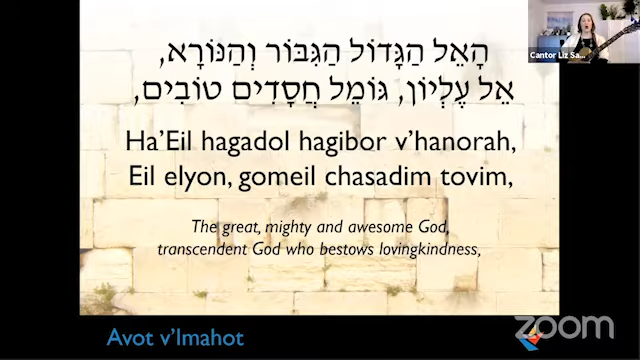 הָאֵל הַגָּדוֹל הַגִּבּוֹר וְהַנּוֹרָא,
אֵל עֶלְיוֹן, גּוֹמֵל חֲסָדִים טוֹבִים,
Ha’Eil hagadol hagibor v’hanorah,
Eil elyon, gomeil chasadim tovim,
The great, mighty and awesome God,
transcendent God who bestows lovingkindness,
Avot v’Imahot
Cantor Liz Sa...
zoom